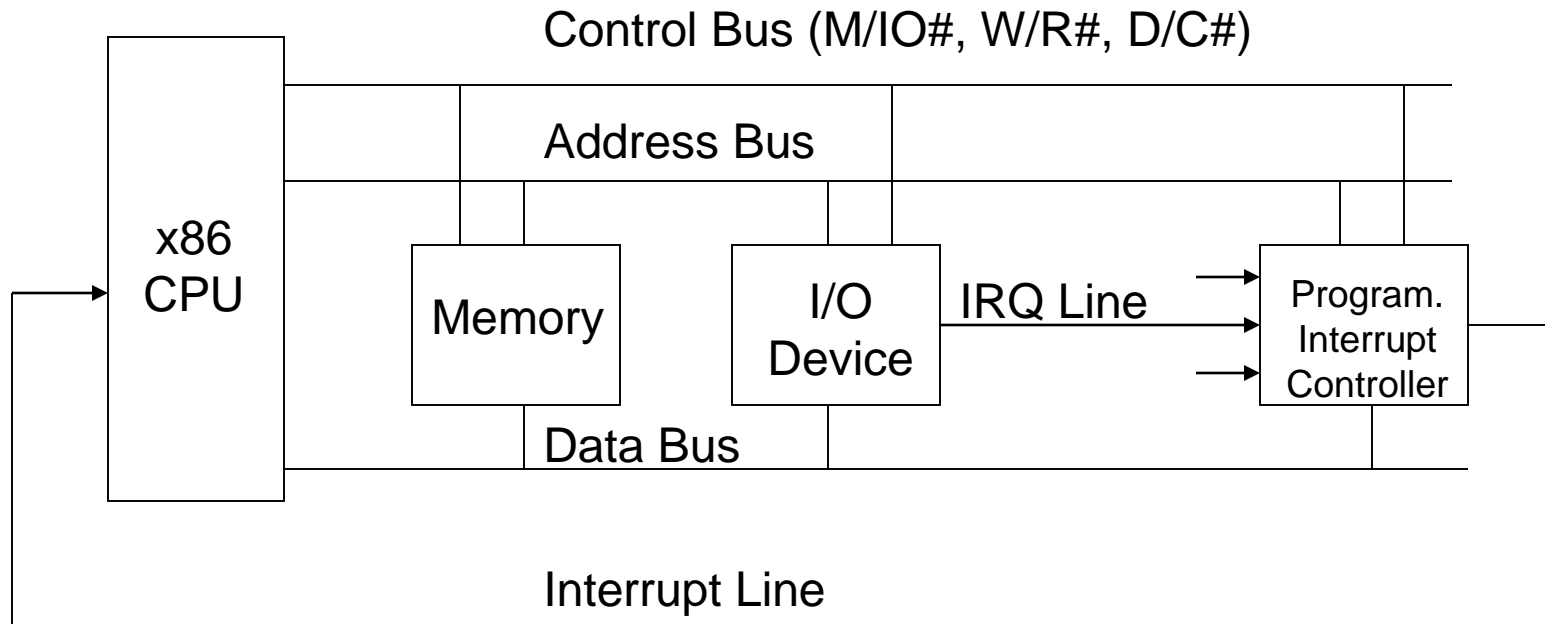 Control Bus (M/IO#, W/R#, D/C#)
Address Bus
x86
CPU
Memory
I/O
Device
IRQ Line
Program.
Interrupt
Controller
Data Bus
Interrupt Line